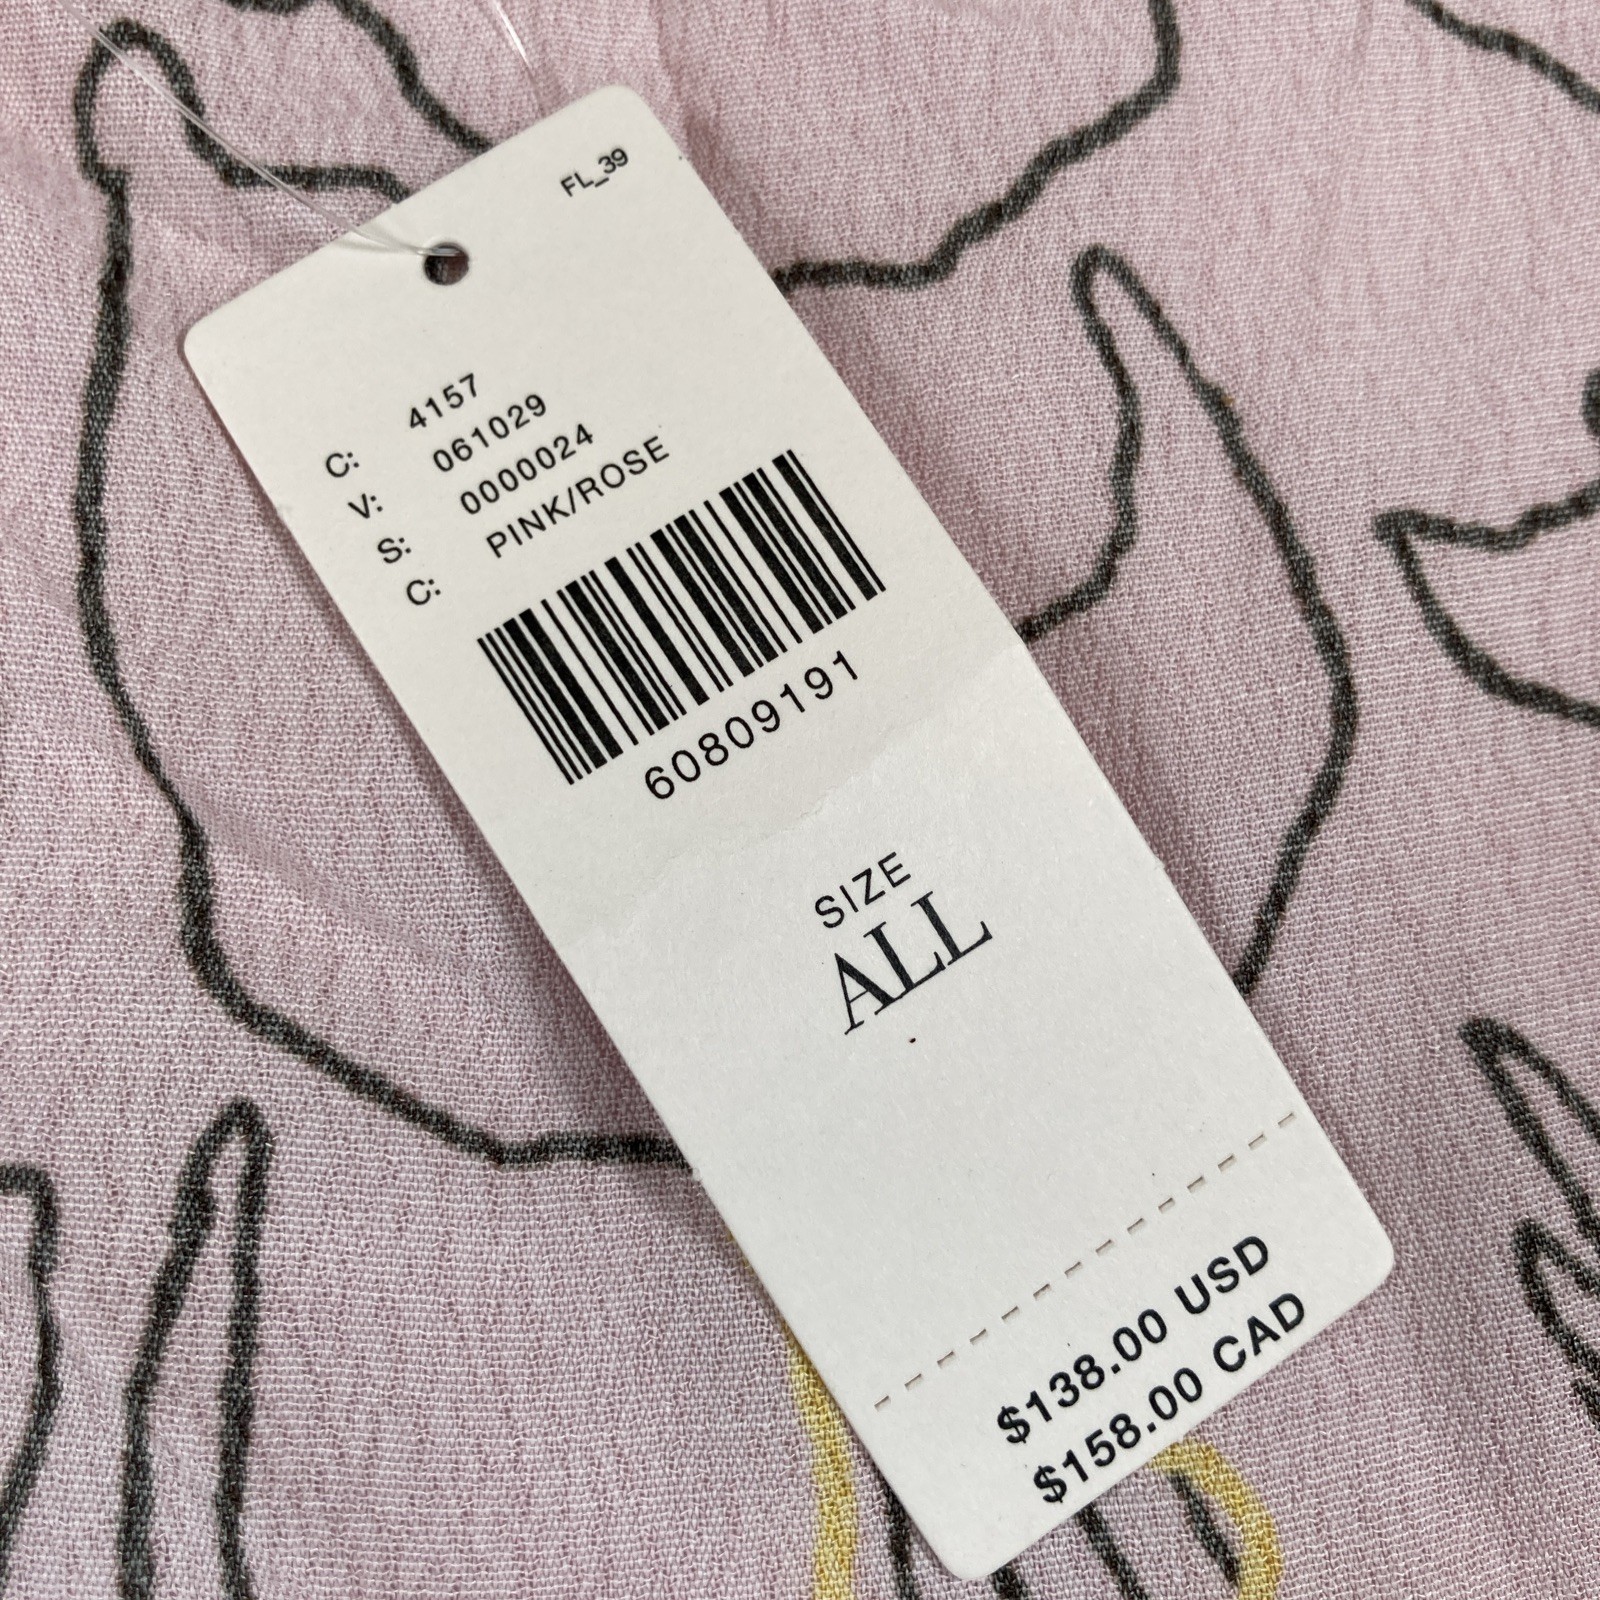 FL_39
C: 4157
V: 061029
S: 0000024
C: PINK/ROSE
60809191
SIZE
ALL
$138.00 USD
$158.00 CAD